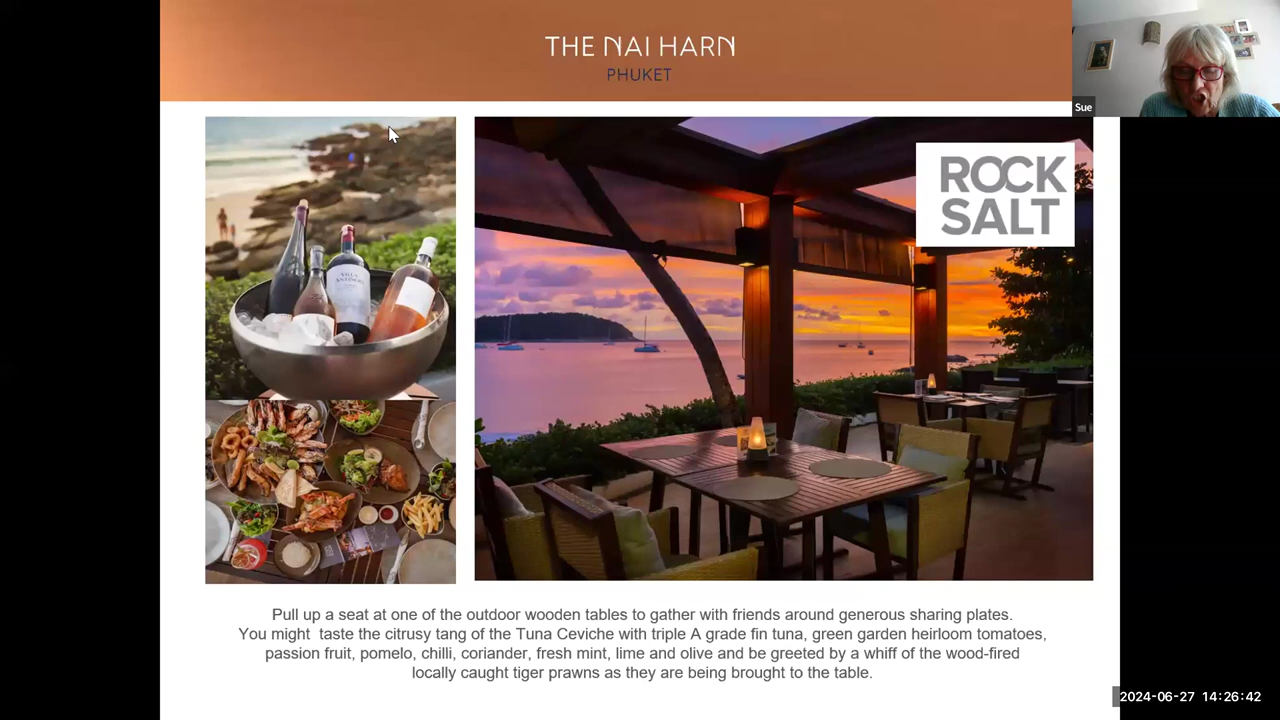 THE NAI HARN
PHUKET
Sue
ROCK
SALT
VILLA
ANTINORI
Pull up a seat at one of the outdoor wooden tables to gather with friends around generous sharing plates.
You might  taste the citrusy tang of the Tuna Ceviche with triple A grade fin tuna, green garden heirloom tomatoes,
passion fruit, pomelo, chilli, coriander, fresh mint, lime and olive and be greeted by a whiff of the wood-fired
locally caught tiger prawns as they are being brought to the table.
2024-06-27  14:26:42